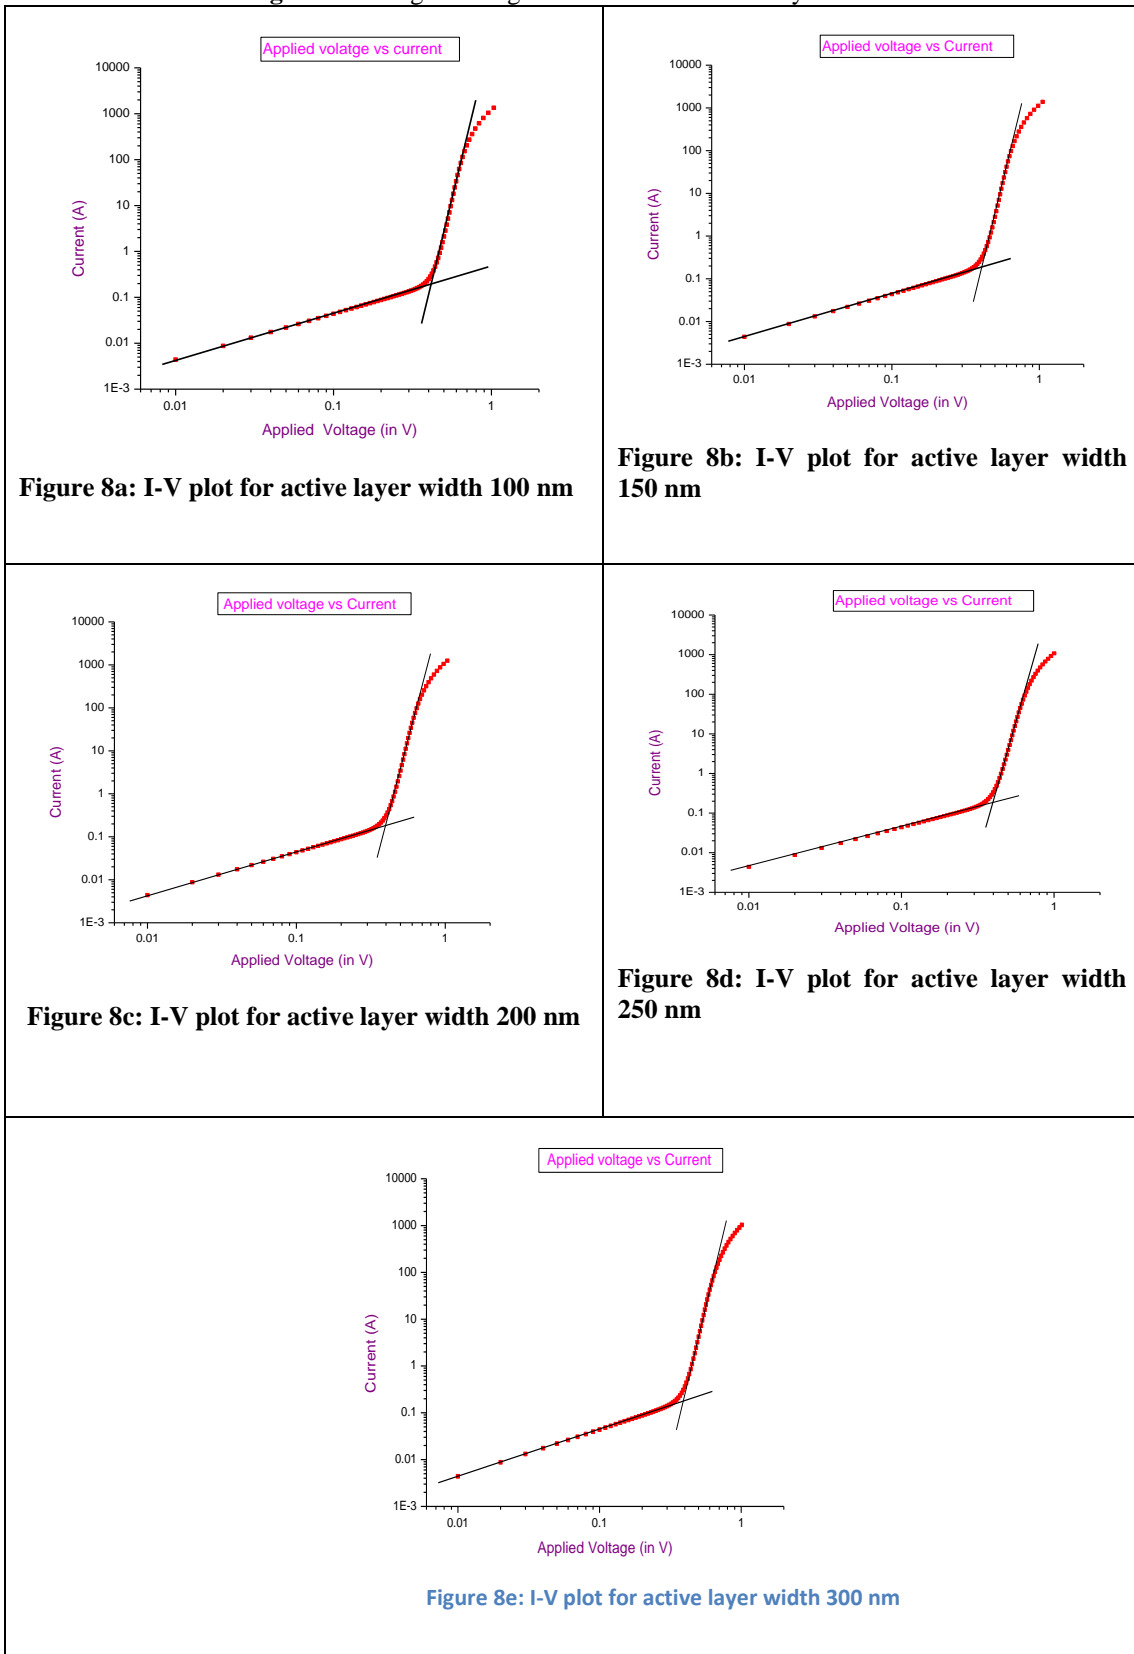 Applied volatge vs current
10000
1000
100
10
1
0.1
0.01
1E-3
0.01 0.1 1
Current (A)
Applied Voltage (in V)
Figure 8a: I-V plot for active layer width 100 nm
Applied voltage vs Current
10000
1000
100
10
1
0.1
0.01
1E-3
0.01 0.1 1
Current (A)
Applied Voltage (in V)
Figure 8b: I-V plot for active layer width
150 nm
Applied voltage vs Current
10000
1000
100
10
1
0.1
0.01
1E-3
0.01 0.1 1
Current (A)
Applied Voltage (in V)
Figure 8c: I-V plot for active layer width 200 nm
Applied voltage vs Current
10000
1000
100
10
1
0.1
0.01
1E-3
0.01 0.1 1
Current (A)
Applied Voltage (in V)
Figure 8d: I-V plot for active layer width
250 nm
Applied voltage vs Current
10000
1000
100
10
1
0.1
0.01
1E-3
0.01 0.1 1
Current (A)
Applied Voltage (in V)
Figure 8e: I-V plot for active layer width 300 nm